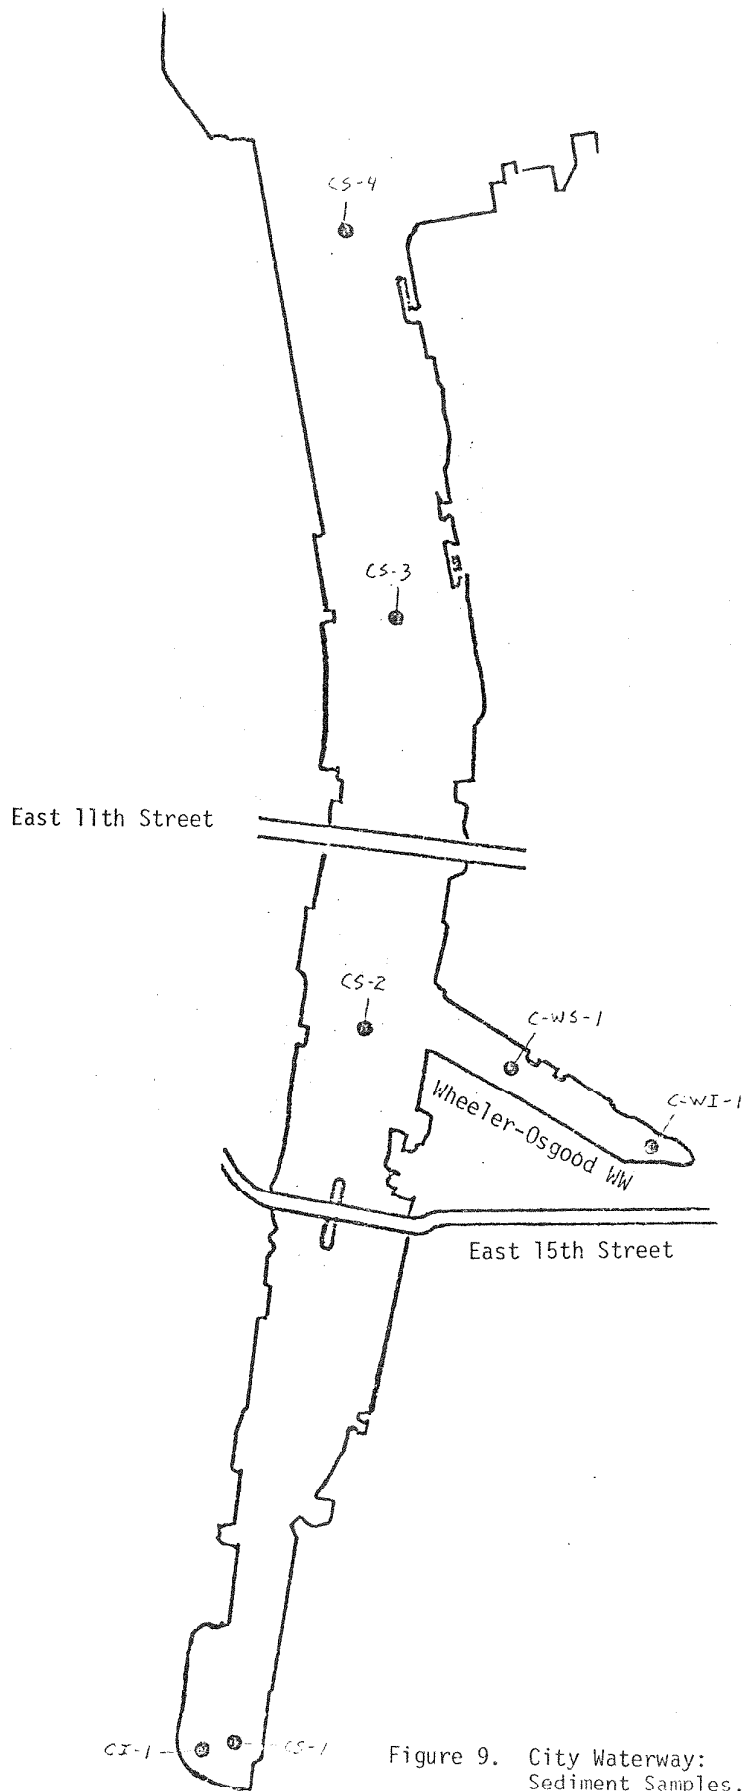 CS-4
CS-3
East 11th Street
CS-2
C-WS-1
C-WI-1
Wheeler-Osgood WW
East 15th Street
CI-1
CS-1
Figure 9. City Waterway:
Sediment Samples.